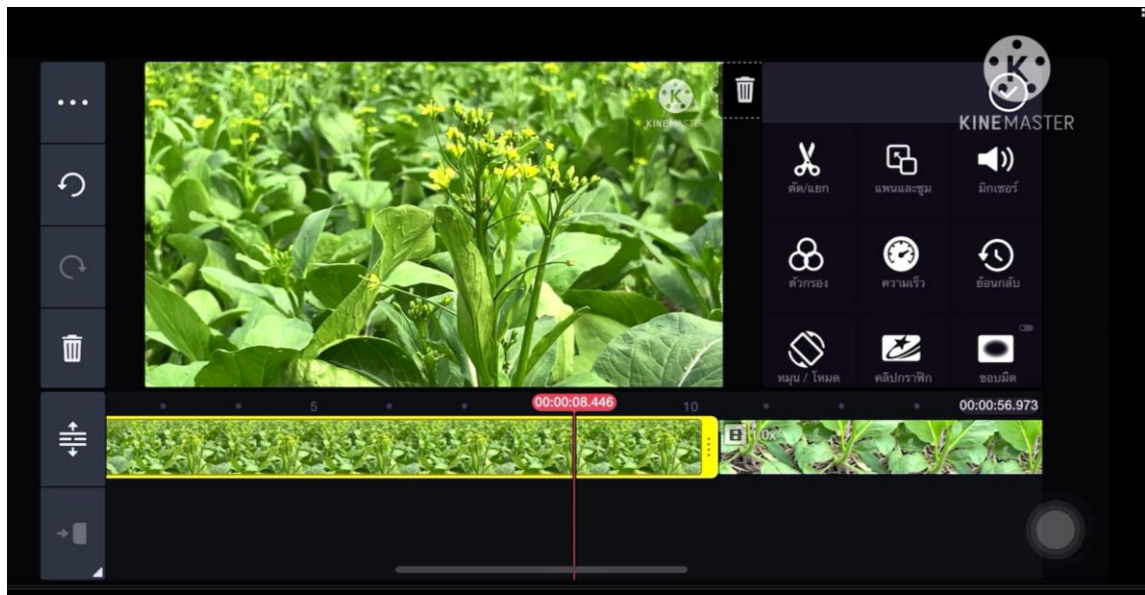 KINEMASTER
KINEMASTER
ตัด/แยก
แพนและซูม
มิกเซอร์
ตัวกรอง
ความเร็ว
ย้อนกลับ
หมุน / โหมด
คลิปกราฟิก
ขอบมืด
5
00:00:08.446
10
00:00:56.973
1.0x